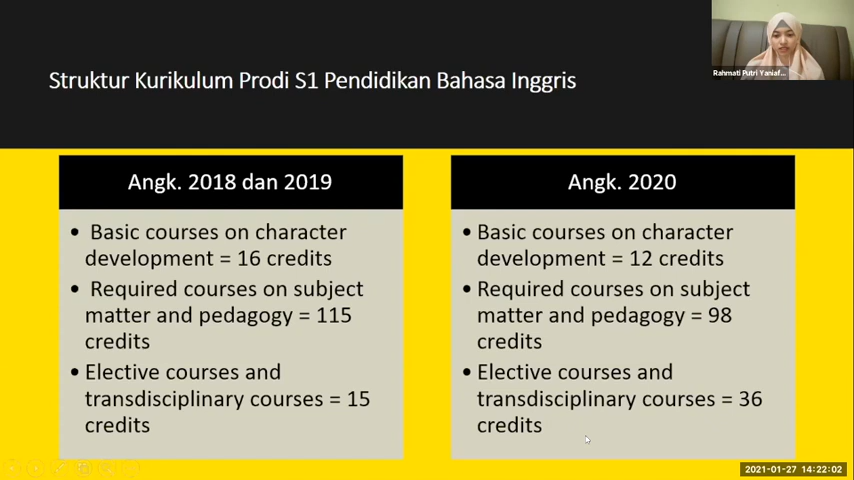 Rahmati Putri Yaniaf...
Struktur Kurikulum Prodi S1 Pendidikan Bahasa Inggris
Angk. 2018 dan 2019
• Basic courses on character
development = 16 credits
• Required courses on subject
matter and pedagogy = 115
credits
• Elective courses and
transdisciplinary courses = 15
credits
Angk. 2020
• Basic courses on character
development = 12 credits
• Required courses on subject
matter and pedagogy = 98
credits
• Elective courses and
transdisciplinary courses = 36
credits
2021-01-27 14:22:02